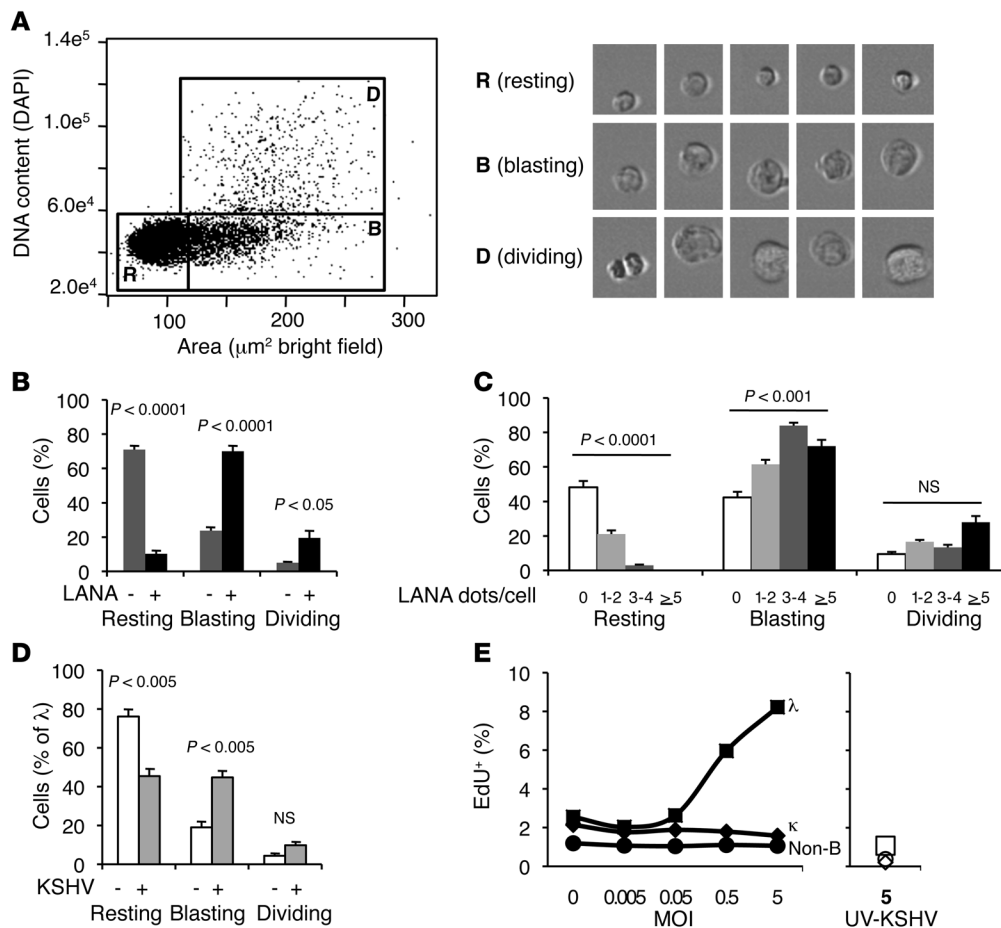 A
DNA content (DAPI)
1.4e⁵
1.0e⁵
6.0e⁴
2.0e⁴
D
B
R
100 200 300
Area (μm² bright field)
R (resting)
B (blasting)
D (dividing)
B
Cells (%)
100
80
60
40
20
0
P < 0.0001
P < 0.0001
P < 0.05
LANA - + - + - +
Resting Blasting Dividing
C
Cells (%)
100
80
60
40
20
0
P < 0.0001
P < 0.001
NS
LANA dots/cell 0 1-2 3-4 ≥5 0 1-2 3-4 ≥5 0 1-2 3-4 ≥5
Resting Blasting Dividing
D
Cells (% of λ)
100
80
60
40
20
0
P < 0.005
P < 0.005
NS
KSHV - + - + - +
Resting Blasting Dividing
E
EdU⁺ (%)
10
8
6
4
2
0
λ
κ
Non-B
0 0.005 0.05 0.5 5
MOI
5
UV-KSHV